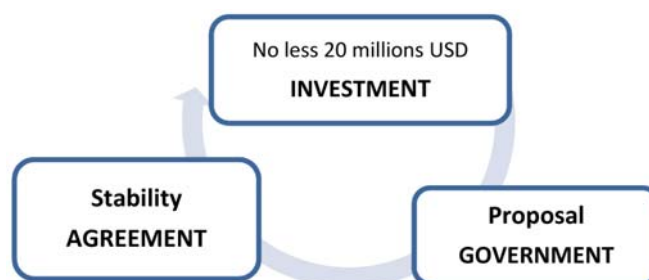 No less 20 millions USD
INVESTMENT
Stability
AGREEMENT
Proposal
GOVERNMENT